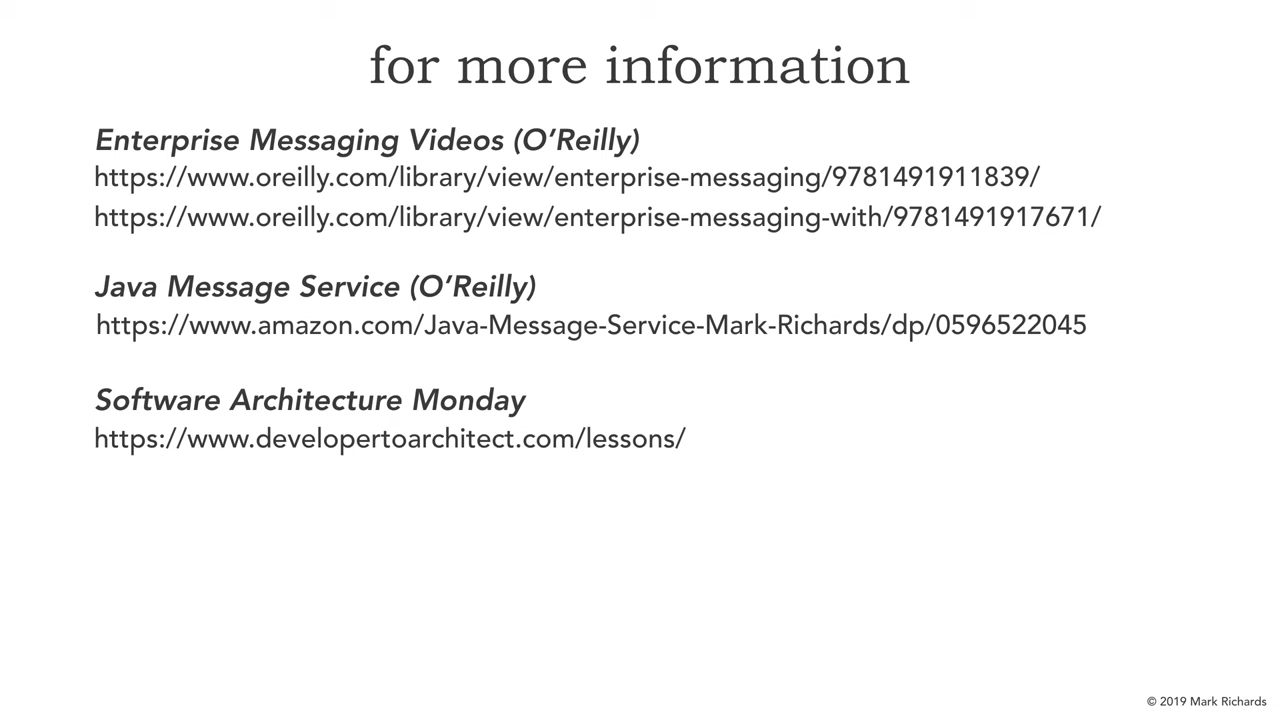 for more information
Enterprise Messaging Videos (O’Reilly)
https://www.oreilly.com/library/view/enterprise-messaging/9781491911839/
https://www.oreilly.com/library/view/enterprise-messaging-with/9781491917671/
Java Message Service (O’Reilly)
https://www.amazon.com/Java-Message-Service-Mark-Richards/dp/0596522045
Software Architecture Monday
https://www.developertoarchitect.com/lessons/
© 2019 Mark Richards